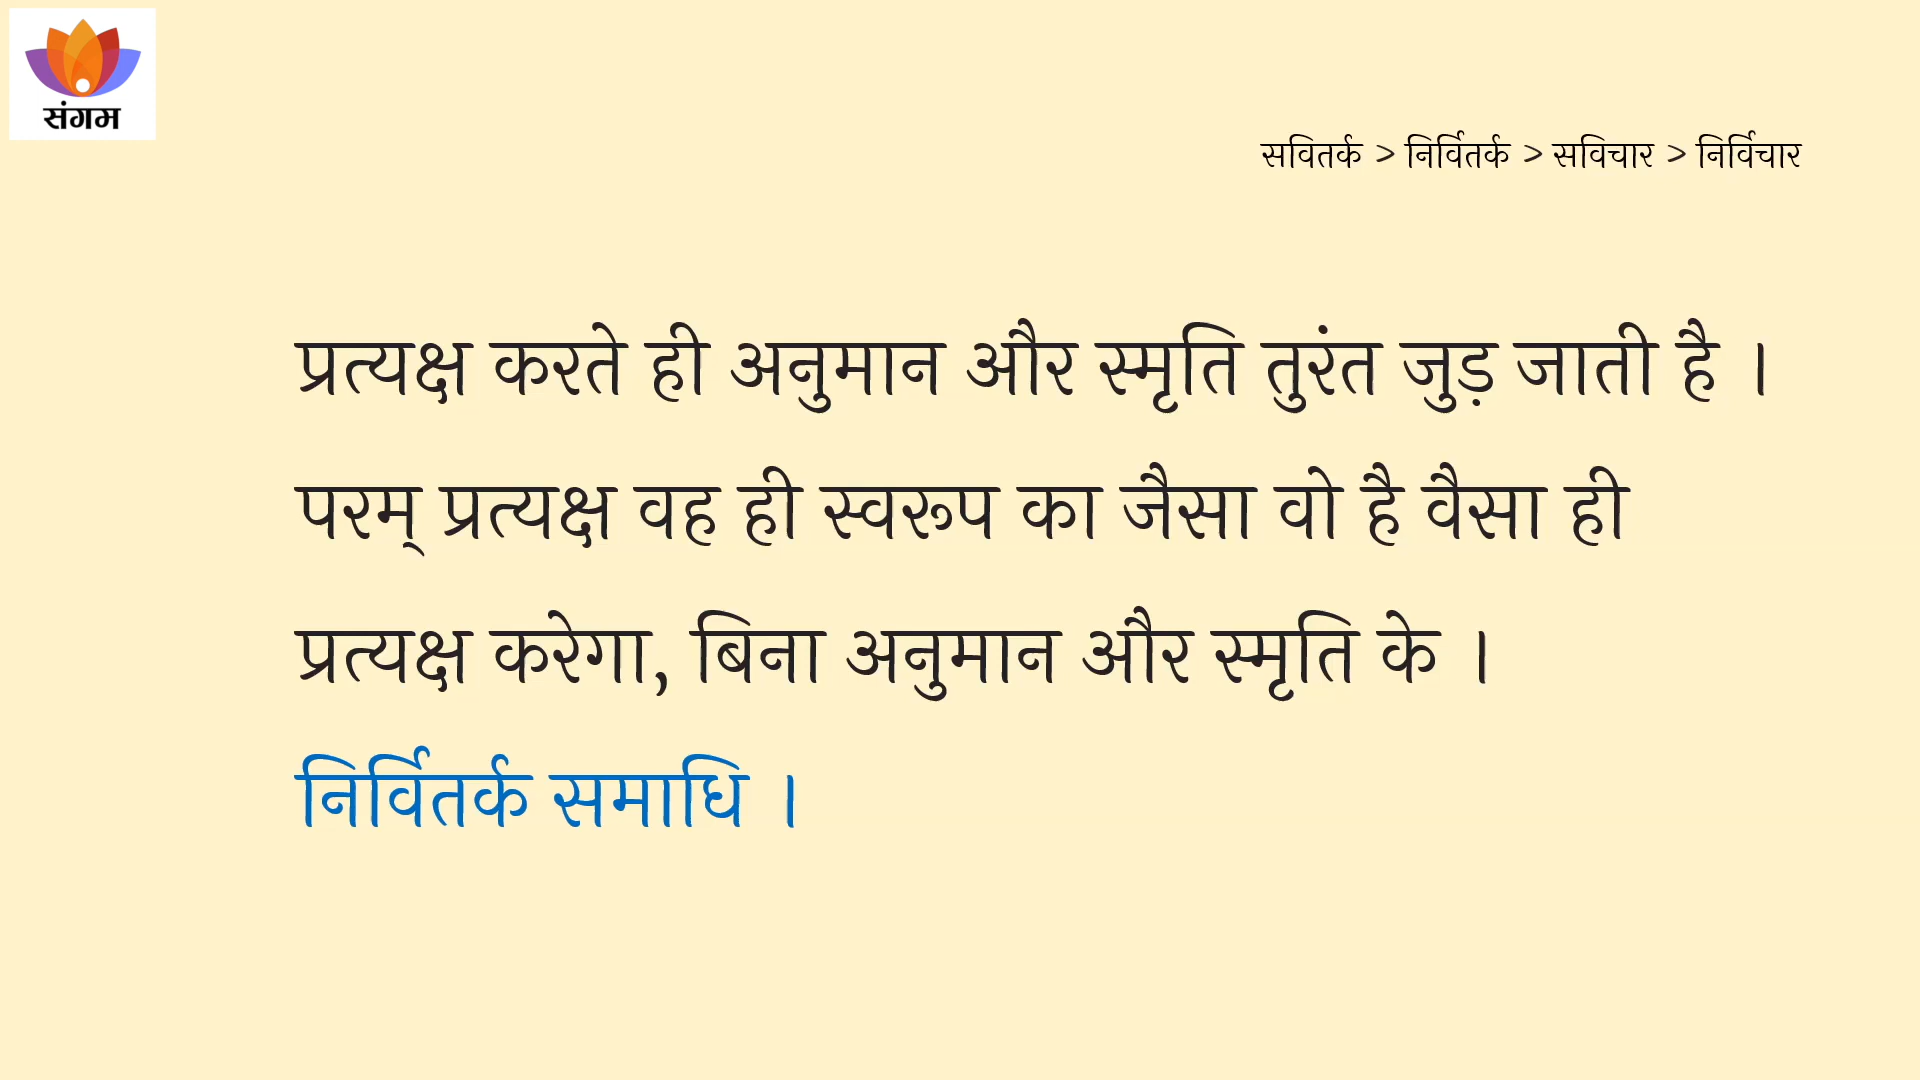 संगम
सवितर्क > निर्वितर्क > सविचार > निर्विचार
प्रत्यक्ष करते ही अनुमान और स्मृति तुरंत जुड़ जाती है ।
परम् प्रत्यक्ष वह ही स्वरूप का जैसा वो है वैसा ही
प्रत्यक्ष करेगा, बिना अनुमान और स्मृति के ।
निर्वितर्क समाधि ।